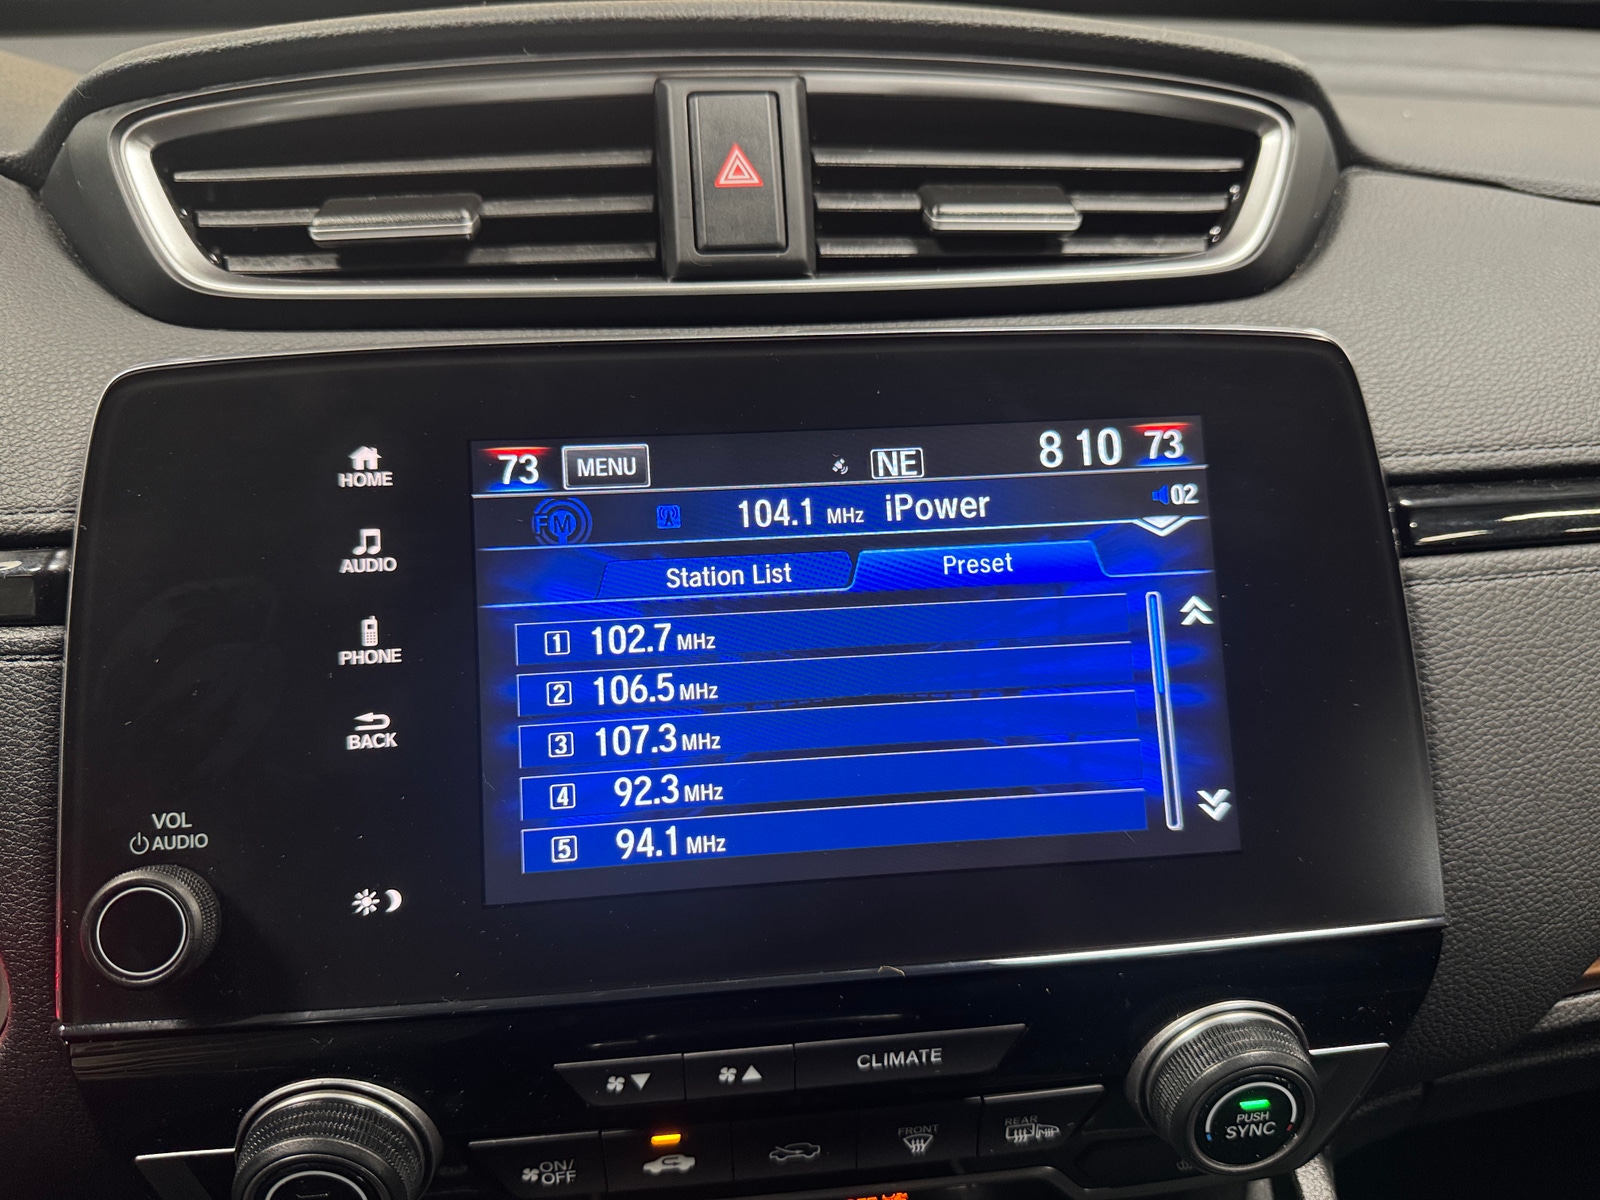 HOME
AUDIO
PHONE
BACK
VOL
AUDIO
73 MENU NE 8 10 73
FM 104.1 MHz iPower 02
Station List Preset
1 102.7 MHz
2 106.5 MHz
3 107.3 MHz
4 92.3 MHz
5 94.1 MHz
CLIMATE
ON/
OFF
FRONT
REAR
PUSH
SYNC